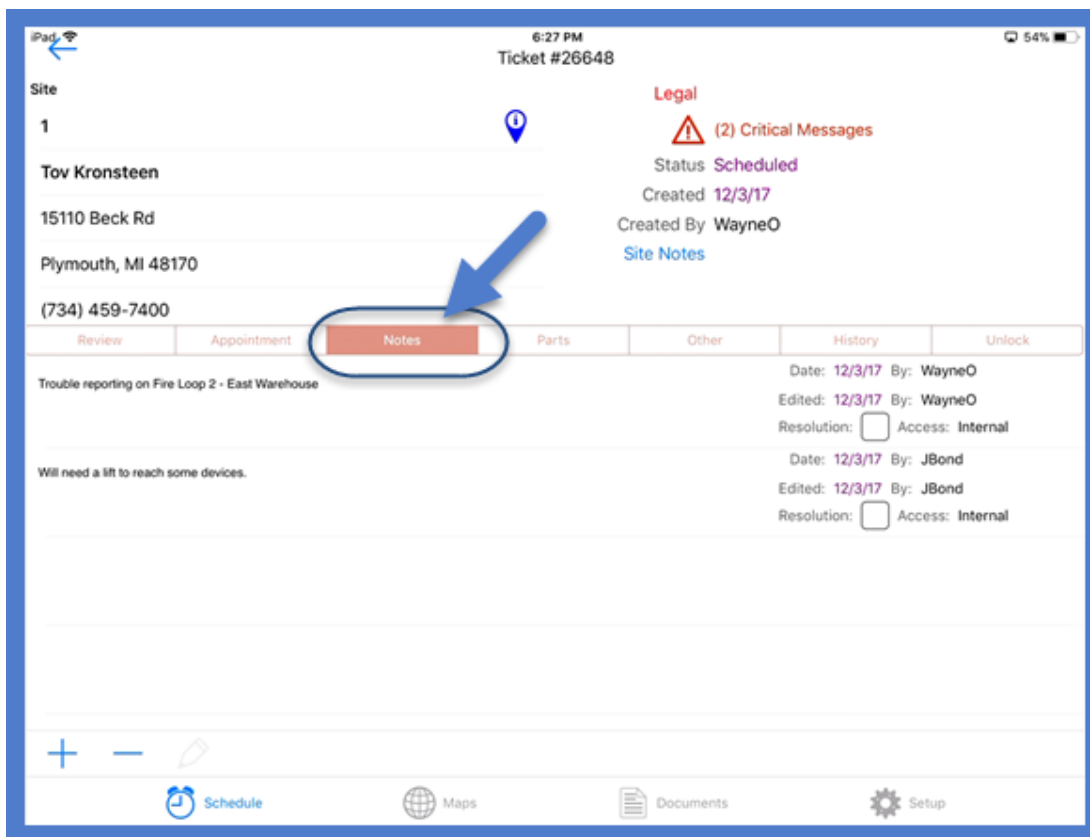 iPad 6:27 PM 54%
Ticket #26648
Site
Legal
1
(2) Critical Messages
Tov Kronsteen
Status Scheduled
Created 12/3/17
15110 Beck Rd
Created By WayneO
Plymouth, MI 48170
Site Notes
(734) 459-7400
Review Appointment Notes Parts Other History Unlock
Trouble reporting on Fire Loop 2 - East Warehouse
Date: 12/3/17 By: WayneO
Edited: 12/3/17 By: WayneO
Resolution: Access: Internal
Will need a lift to reach some devices.
Date: 12/3/17 By: JBond
Edited: 12/3/17 By: JBond
Resolution: Access: Internal
Schedule Maps Documents Setup